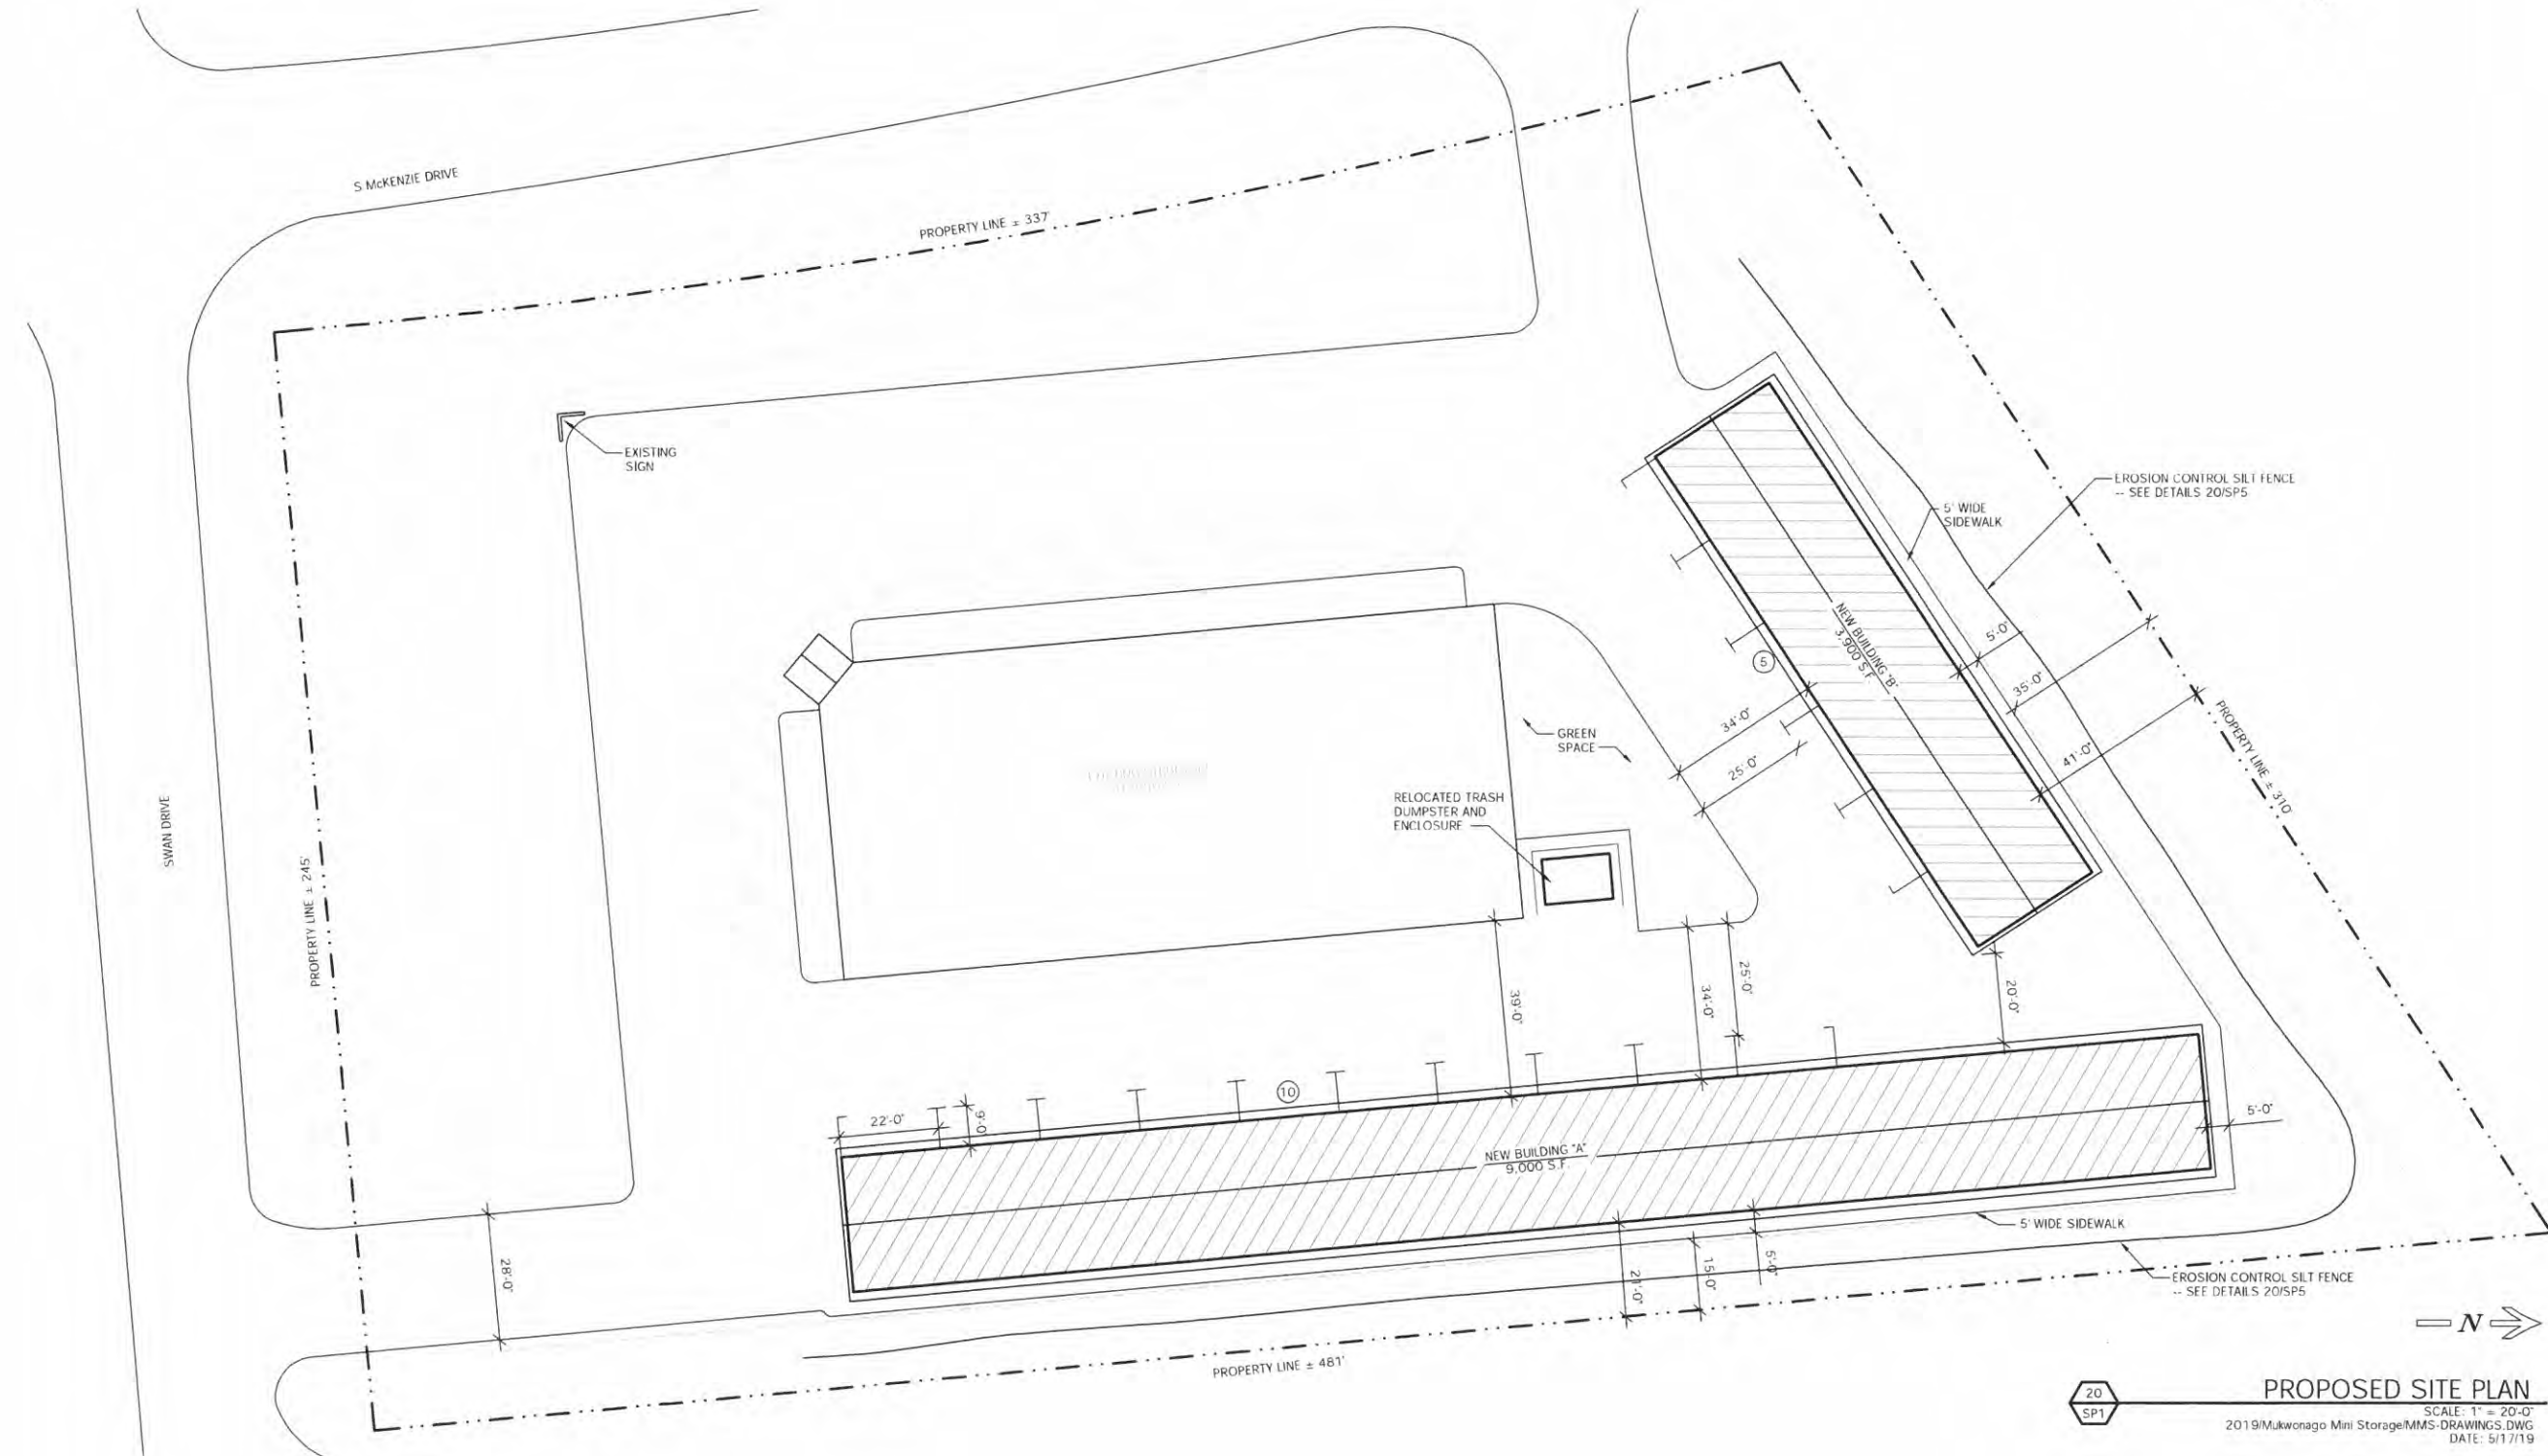 S. McKENZIE DRIVE
PROPERTY LINE ± 337'
EXISTING
SIGN
EROSION CONTROL SILT FENCE
-- SEE DETAILS 20/SP5
5' WIDE
SIDEWALK
NEW BUILDING "B"
3,900 S.F.
5
5'-0"
35'-0"
41'-0"
PROPERTY LINE ± 310'
34'-0"
25'-0"
GREEN
SPACE
RELOCATED TRASH
DUMPSTER AND
ENCLOSURE
SWAN DRIVE
PROPERTY LINE ± 245'
39'-0"
34'-0"
25'-0"
20'-0"
10
22'-0"
9'-0"
5'-0"
NEW BUILDING "A"
9,000 S.F.
5' WIDE SIDEWALK
28'-0"
21'-0"
15'-0"
5'-0"
EROSION CONTROL SILT FENCE
-- SEE DETAILS 20/SP5
PROPERTY LINE ± 481'
N
20
SP1
PROPOSED SITE PLAN
SCALE: 1" = 20'-0"
2019/Mukwonago Mini Storage/MMS-DRAWINGS.DWG
DATE: 5/17/19